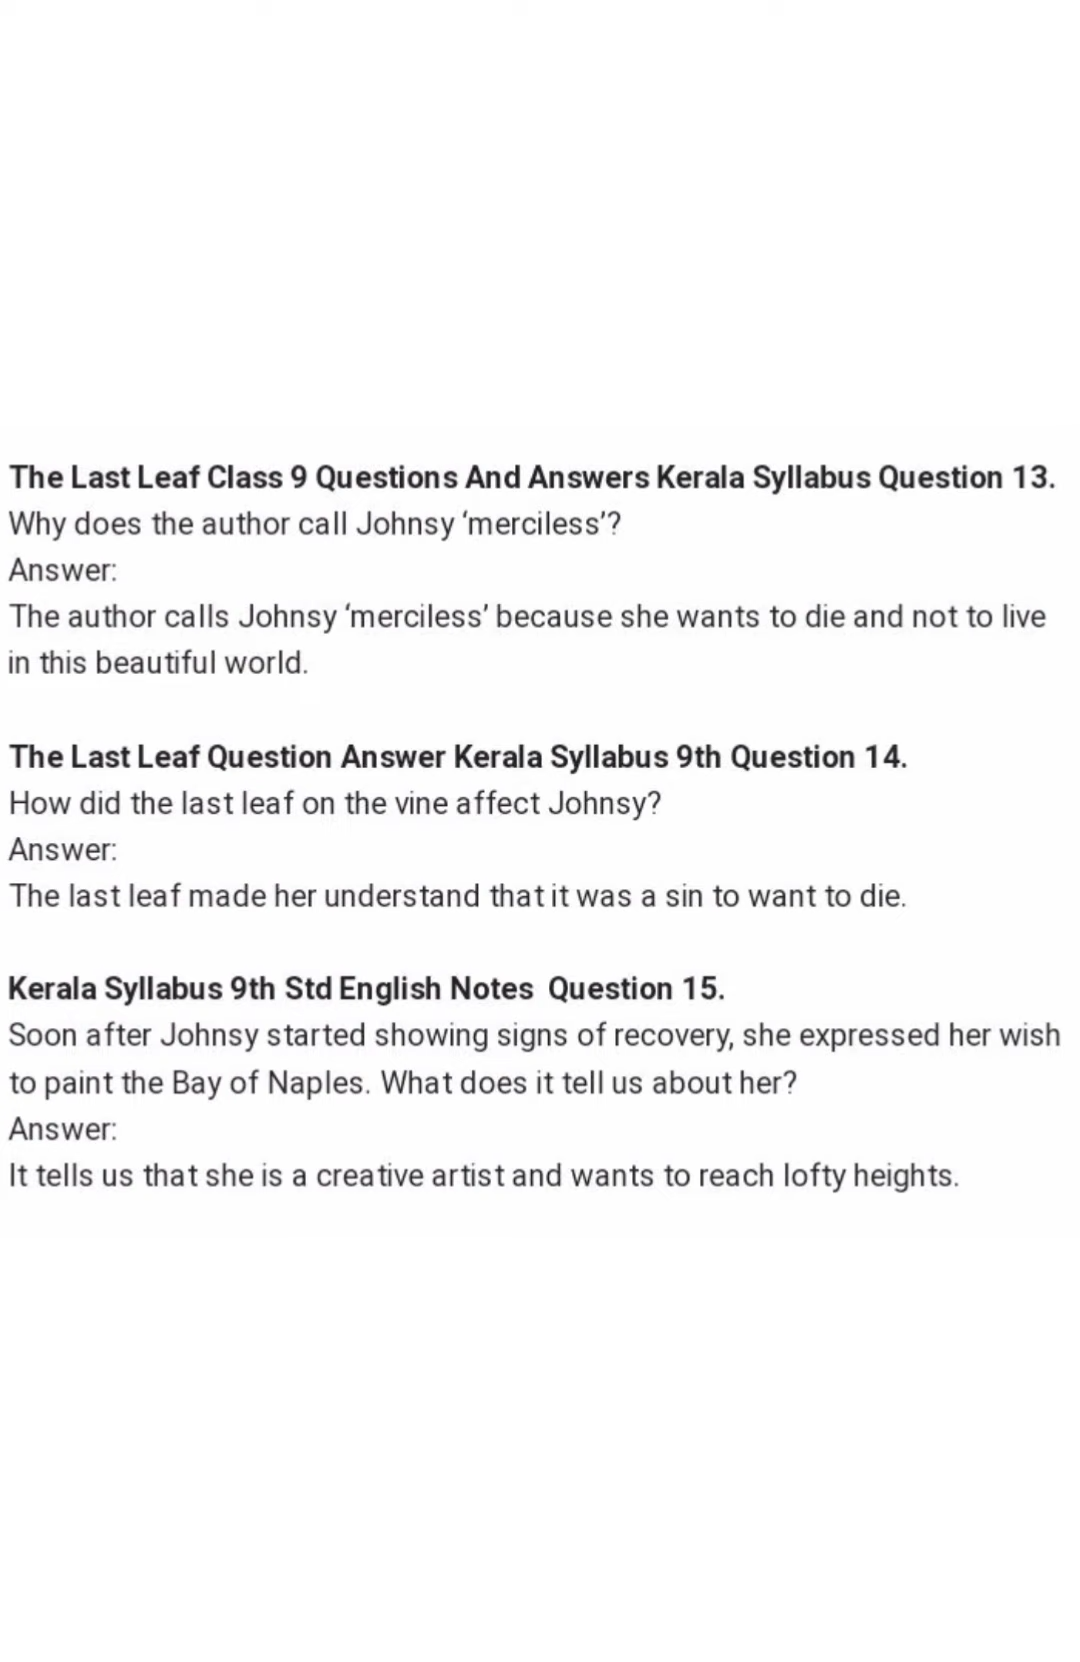 The Last Leaf Class 9 Questions And Answers Kerala Syllabus Question 13.
Why does the author call Johnsy ‘merciless’?
Answer:
The author calls Johnsy ‘merciless’ because she wants to die and not to live
in this beautiful world.
The Last Leaf Question Answer Kerala Syllabus 9th Question 14.
How did the last leaf on the vine affect Johnsy?
Answer:
The last leaf made her understand that it was a sin to want to die.
Kerala Syllabus 9th Std English Notes Question 15.
Soon after Johnsy started showing signs of recovery, she expressed her wish
to paint the Bay of Naples. What does it tell us about her?
Answer:
It tells us that she is a creative artist and wants to reach lofty heights.